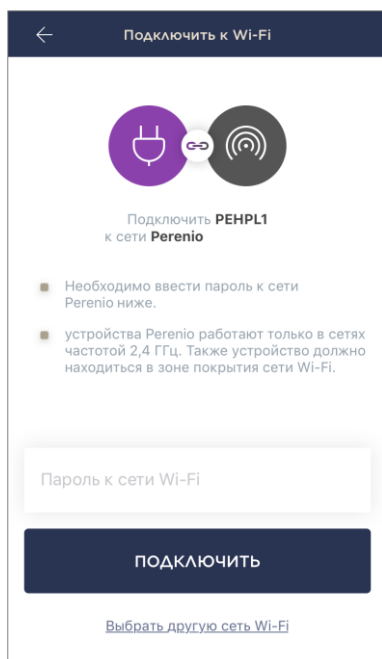 Подключить к Wi-Fi
Подключить PEHPL1
к сети Perenio
Необходимо ввести пароль к сети
Perenio ниже.
устройства Perenio работают только в сетях
частотой 2,4 ГГц. Также устройство должно
находиться в зоне покрытия сети Wi-Fi.
Пароль к сети Wi-Fi
ПОДКЛЮЧИТЬ
Выбрать другую сеть Wi-Fi